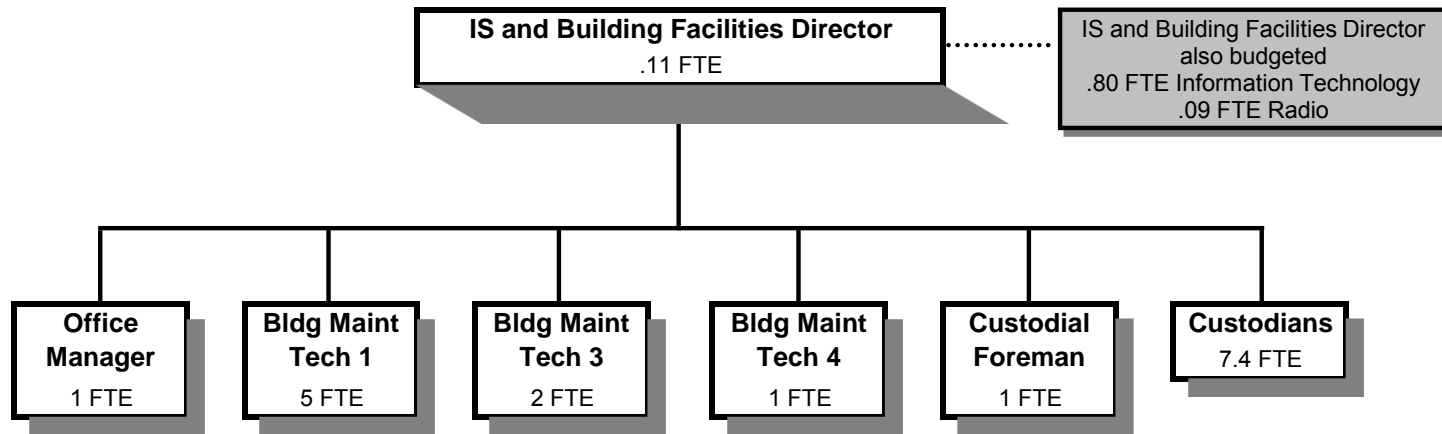 IS and Building Facilities Director
.11 FTE
IS and Building Facilities Director
also budgeted
.80 FTE Information Technology
.09 FTE Radio
Office
Manager
1 FTE
Bldg Maint
Tech 1
5 FTE
Bldg Maint
Tech 3
2 FTE
Bldg Maint
Tech 4
1 FTE
Custodial
Foreman
1 FTE
Custodians
7.4 FTE